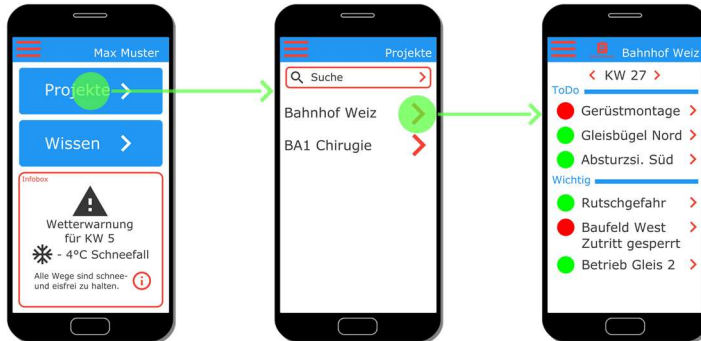 Max Muster
Projekte
Wissen
Infobox
Wetterwarnung
für KW 5
- 4°C Schneefall
Alle Wege sind schnee-
und eisfrei zu halten.
Projekte
Suche
Bahnhof Weiz
BA1 Chirugie
Bahnhof Weiz
KW 27
ToDo
Gerüstmontage
Gleisbügel Nord
Absturzsi. Süd
Wichtig
Rutschgefahr
Baufeld West
Zutritt gesperrt
Betrieb Gleis 2